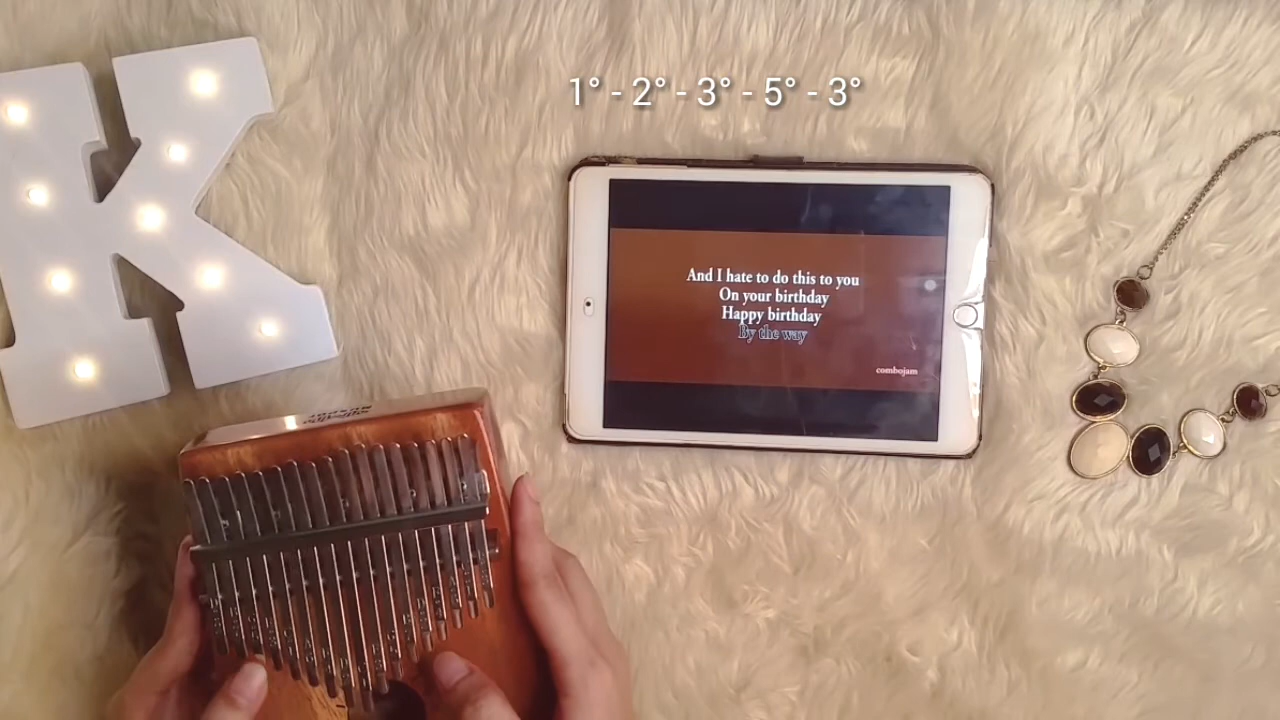 1° - 2° - 3° - 5° - 3°
And I hate to do this to you
On your birthday
Happy birthday
By the way
combojam